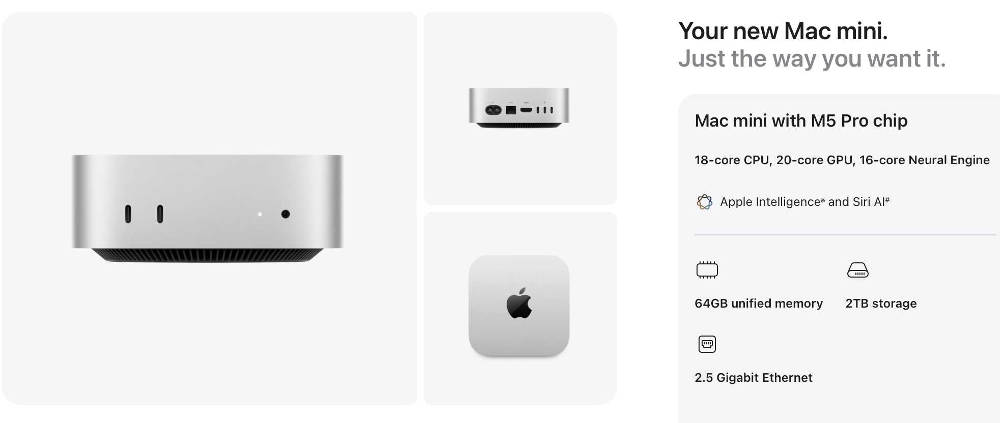 Your new Mac mini.
Just the way you want it.
Mac mini with M5 Pro chip
18-core CPU, 20-core GPU, 16-core Neural Engine
Apple Intelligence※ and Siri AI#
64GB unified memory
2TB storage
2.5 Gigabit Ethernet